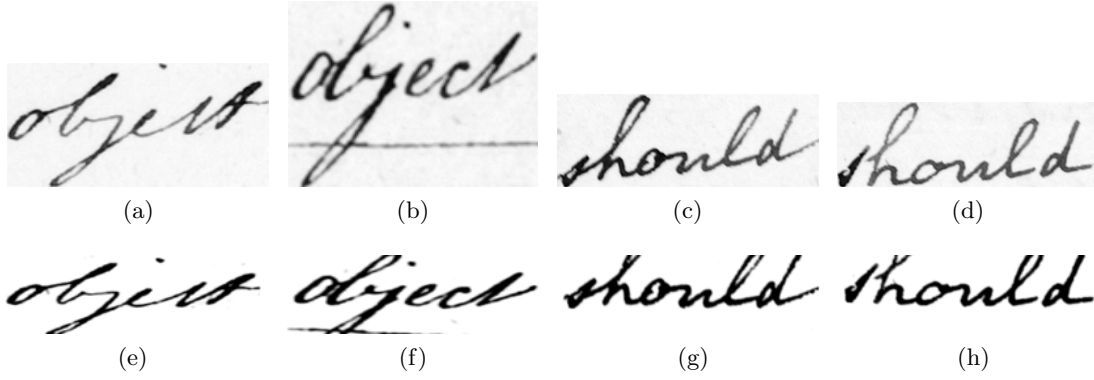 object object should should
(a) (b) (c) (d)
object object should should
(e) (f) (g) (h)